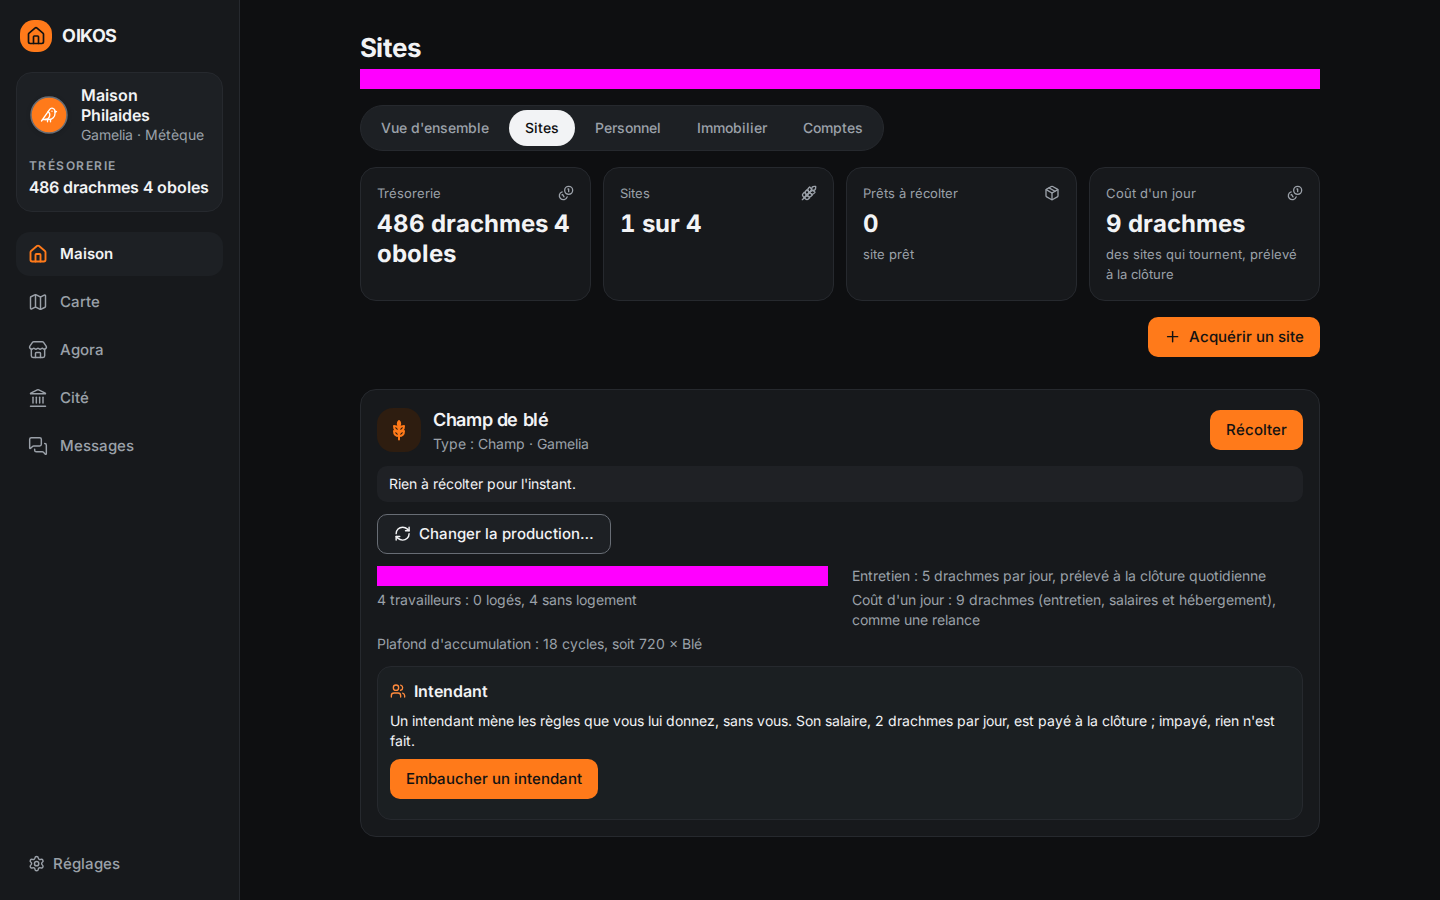 OIKOS
Maison
Philaides
Gamelia · Métèque
TRÉSORERIE
486 drachmes 4 oboles
Maison
Carte
Agora
Cité
Messages
Réglages
Sites
Vue d'ensemble
Sites
Personnel
Immobilier
Comptes
Trésorerie
486 drachmes 4
oboles
Sites
1 sur 4
Prêts à récolter
0
site prêt
Coût d'un jour
9 drachmes
des sites qui tournent, prélevé
à la clôture
Acquérir un site
Champ de blé
Type : Champ · Gamelia
Récolter
Rien à récolter pour l'instant.
Changer la production...
Entretien : 5 drachmes par jour, prélevé à la clôture quotidienne
4 travailleurs : 0 logés, 4 sans logement
Coût d'un jour : 9 drachmes (entretien, salaires et hébergement),
comme une relance
Plafond d'accumulation : 18 cycles, soit 720 × Blé
Intendant
Un intendant mène les règles que vous lui donnez, sans vous. Son salaire, 2 drachmes par jour, est payé à la clôture ; impayé, rien n'est
fait.
Embaucher un intendant